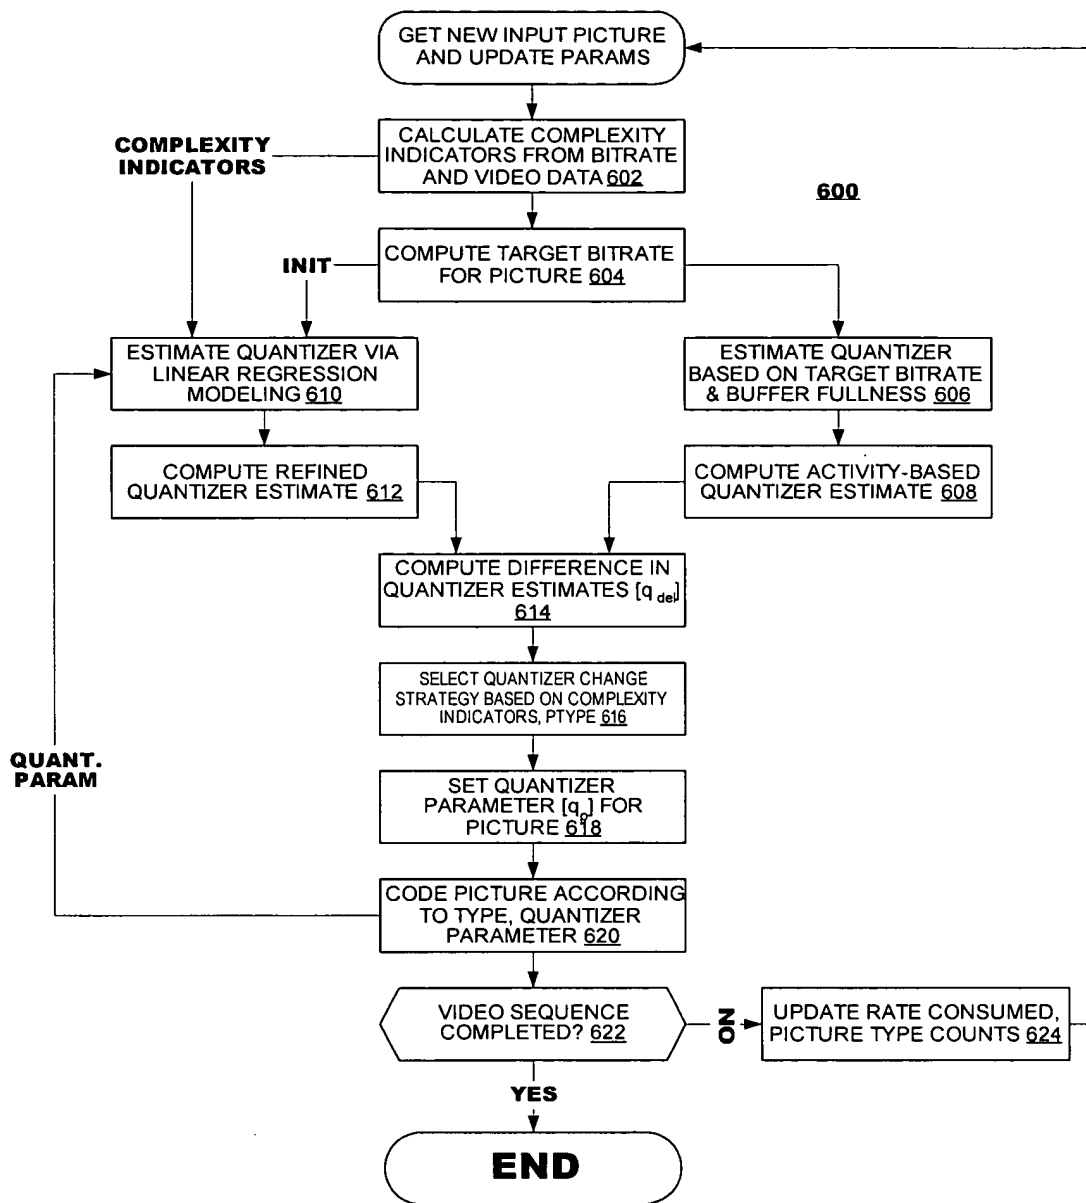 GET NEW INPUT PICTURE
AND UPDATE PARAMS
CALCULATE COMPLEXITY
INDICATORS FROM BITRATE
AND VIDEO DATA 602
COMPLEXITY
INDICATORS
600
COMPUTE TARGET BITRATE
FOR PICTURE 604
INIT
ESTIMATE QUANTIZER VIA
LINEAR REGRESSION
MODELING 610
ESTIMATE QUANTIZER
BASED ON TARGET BITRATE
& BUFFER FULLNESS 606
COMPUTE REFINED
QUANTIZER ESTIMATE 612
COMPUTE ACTIVITY-BASED
QUANTIZER ESTIMATE 608
COMPUTE DIFFERENCE IN
QUANTIZER ESTIMATES [q del]
614
SELECT QUANTIZER CHANGE
STRATEGY BASED ON COMPLEXITY
INDICATORS, PTYPE 616
QUANT.
PARAM
SET QUANTIZER
PARAMETER [qp] FOR
PICTURE 618
CODE PICTURE ACCORDING
TO TYPE, QUANTIZER
PARAMETER 620
VIDEO SEQUENCE
COMPLETED? 622
NO
UPDATE RATE CONSUMED,
PICTURE TYPE COUNTS 624
YES
END